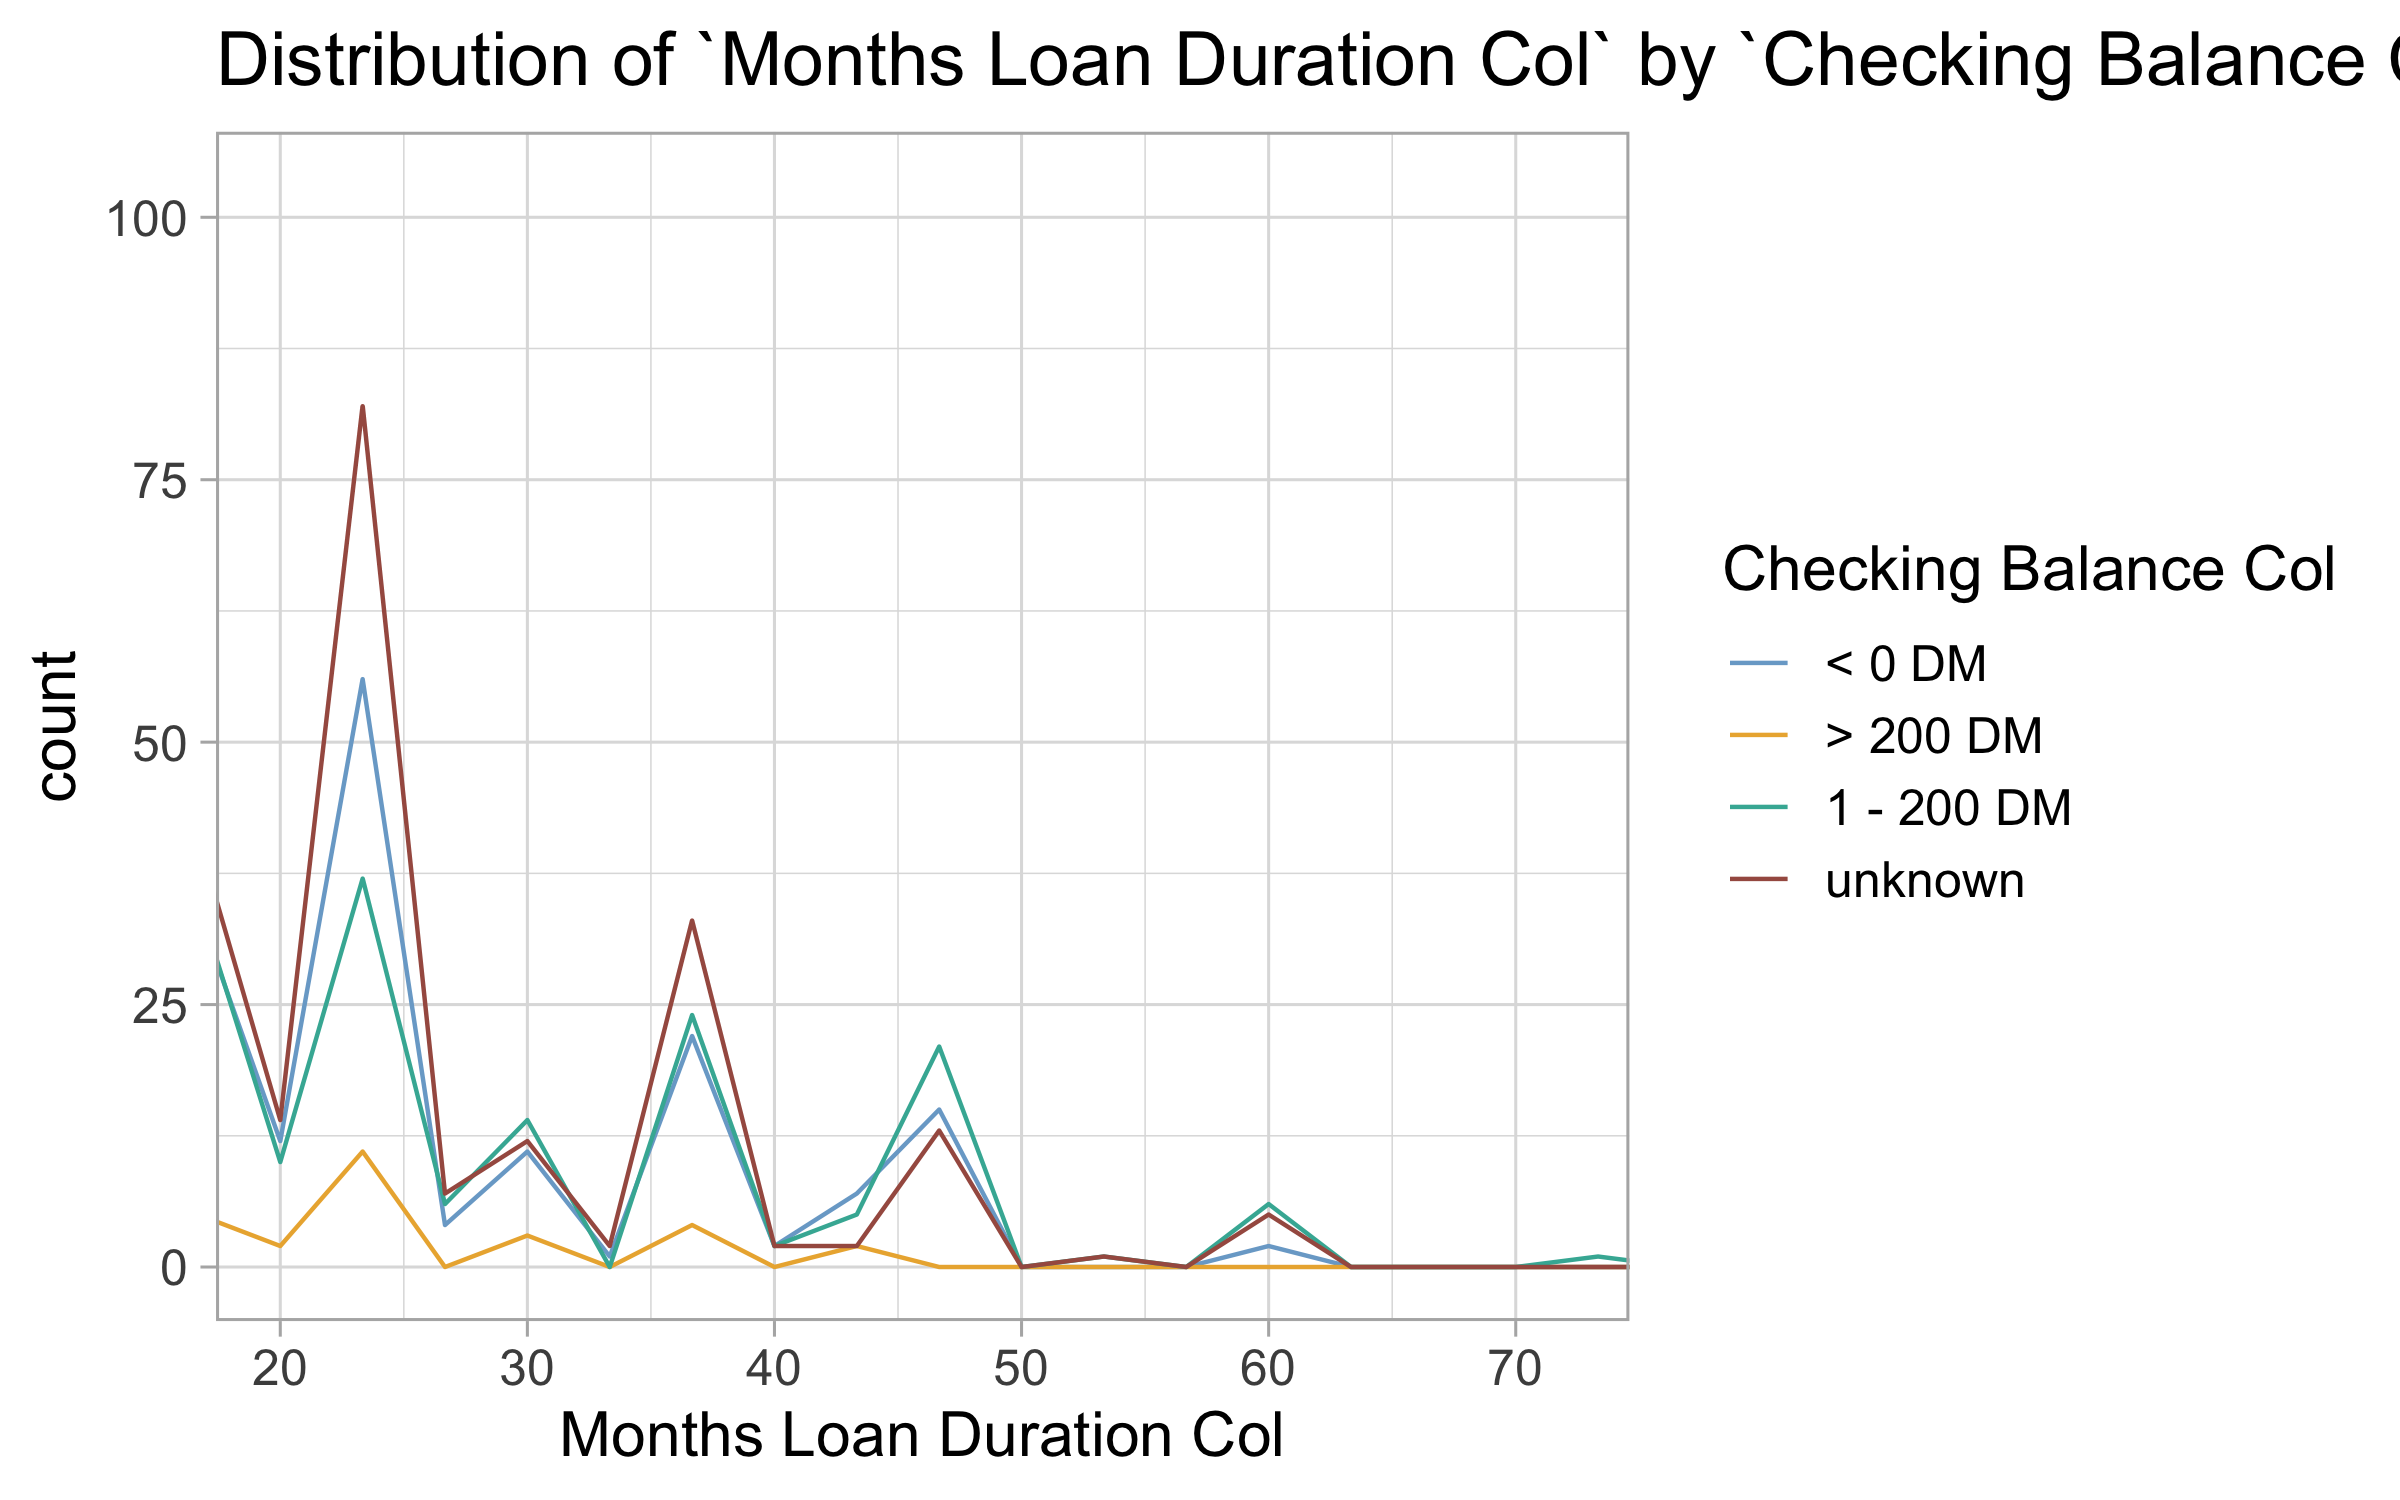 Distribution of `Months Loan Duration Col` by `Checking Balance
100
75
50
25
0
count
20 30 40 50 60 70
Months Loan Duration Col
Checking Balance Col
< 0 DM
> 200 DM
1 - 200 DM
unknown